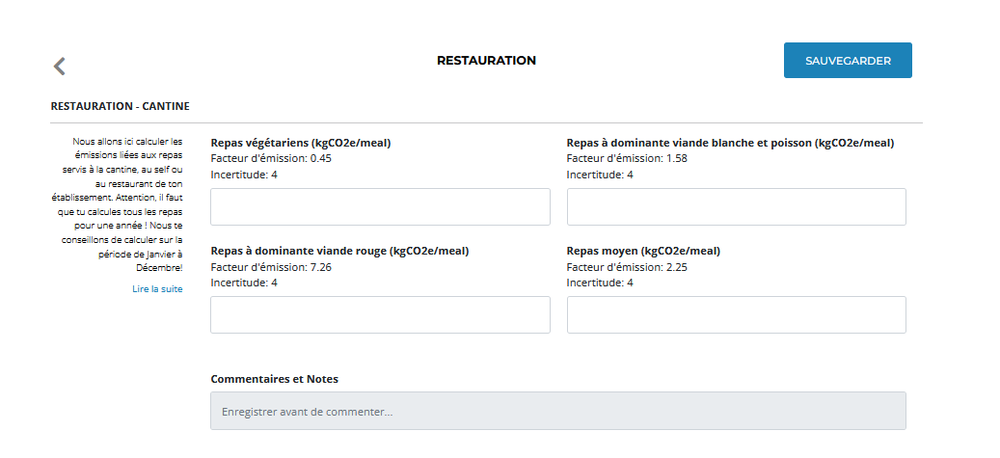 RESTAURATION
SAUVEGARDER
RESTAURATION - CANTINE
Nous allons ici calculer les
émissions liées aux repas
servis à la cantine, au self ou
au restaurant de ton
établissement. Attention, il faut
que tu calcules tous les repas
pour une année ! Nous te
conseillons de calculer sur la
période de Janvier à
Décembre!
Lire la suite
Repas végétariens (kgCO2e/meal)
Facteur d'émission: 0.45
Incertitude: 4
Repas à dominante viande blanche et poisson (kgCO2e/meal)
Facteur d'émission: 1.58
Incertitude: 4
Repas à dominante viande rouge (kgCO2e/meal)
Facteur d'émission: 7.26
Incertitude: 4
Repas moyen (kgCO2e/meal)
Facteur d'émission: 2.25
Incertitude: 4
Commentaires et Notes
Enregistrer avant de commenter...